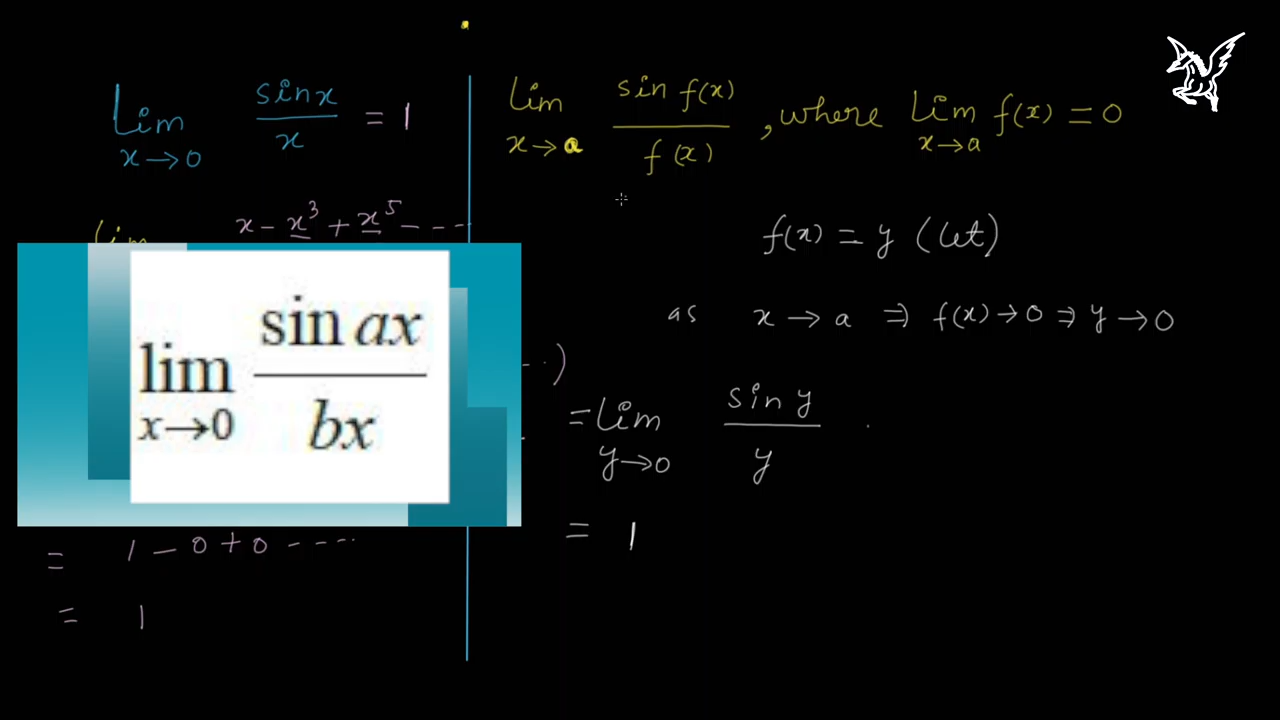 Lim x→0 sinx/x = 1
Lim x - x³ + x⁵ - ----
lim x→0 sin ax/bx
= 1 - 0 + 0 ----··
= 1
Lim x→a sin f(x)/f(x) , where Lim x→a f(x) = 0
f(x) = y (let)
as x → a ⇒ f(x)→0 ⇒ y→0
--·)
= Lim y→0 sin y/y
= 1